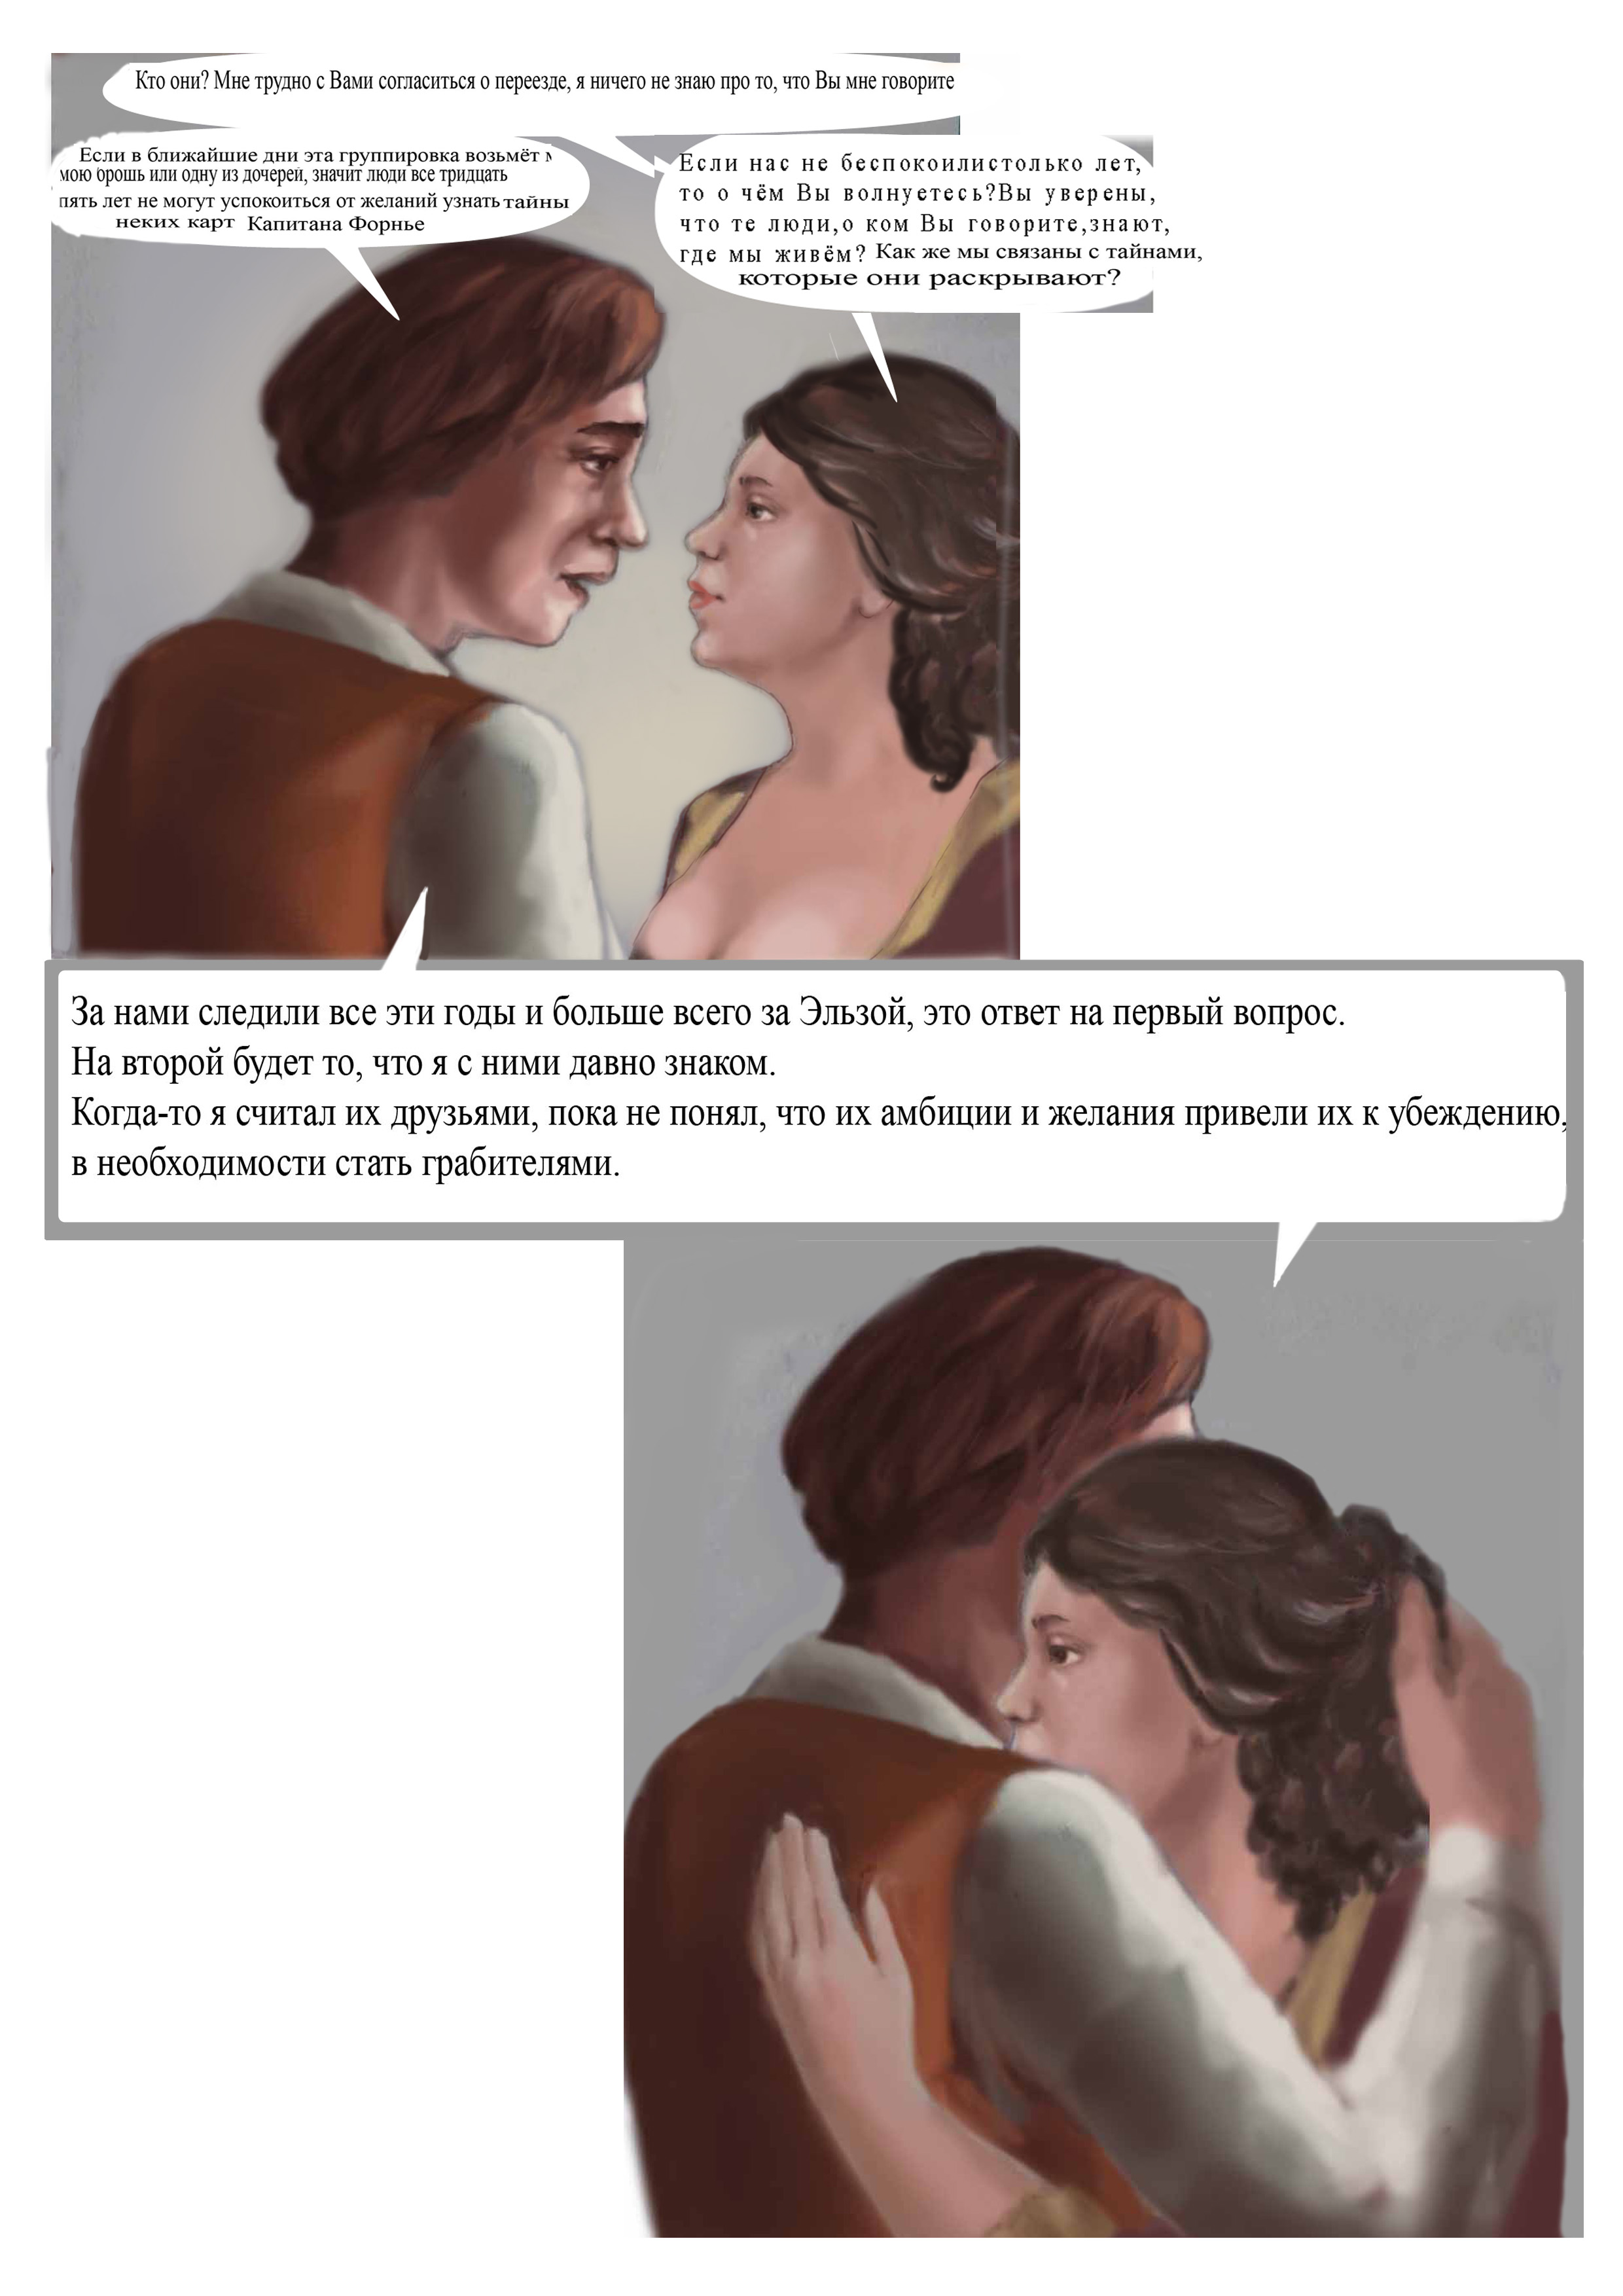 Кто они? Мне трудно с Вами согласиться о переезде, я ничего не знаю про то, что Вы мне говорите
Если в ближайшие дни эта группировка возьмёт
мою брошь или одну из дочерей, значит люди все тридцать
пять лет не могут успокоиться от желаний узнать тайны
неких карт Капитана Форнье
Если нас не беспокоилистолько лет,
то о чём Вы волнуетесь?Вы уверены,
что те люди,о ком Вы говорите,знают,
где мы живём? Как же мы связаны с тайнами,
которые они раскрывают?
За нами следили все эти годы и больше всего за Эльзой, это ответ на первый вопрос.
На второй будет то, что я с ними давно знаком.
Когда-то я считал их друзьями, пока не понял, что их амбиции и желания привели их к убеждению,
в необходимости стать грабителями.